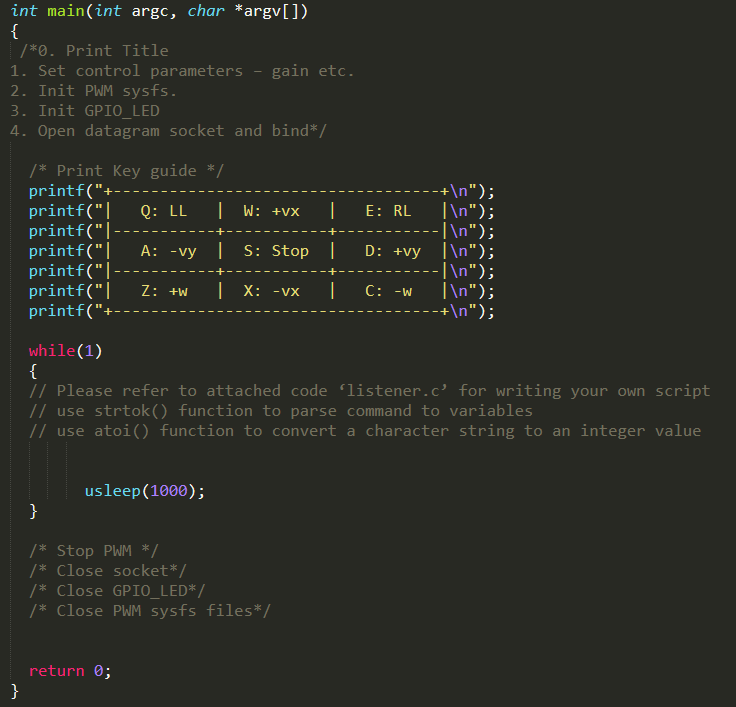 int main(int argc, char *argv[])
{
/*0. Print Title
1. Set control parameters – gain etc.
2. Init PWM sysfs.
3. Init GPIO_LED
4. Open datagram socket and bind*/
/* Print Key guide */
printf("+-----------------------------------+\n");
printf("|   Q: LL   |  W: +vx   |   E: RL   |\n");
printf("|-----------+-----------+-----------|\n");
printf("|   A: -vy  |  S: Stop  |   D: +vy  |\n");
printf("|-----------+-----------+-----------|\n");
printf("|   Z: +w   |  X: -vx   |   C: -w   |\n");
printf("+-----------------------------------+\n");
while(1)
{
// Please refer to attached code ‘listener.c’ for writing your own script
// use strtok() function to parse command to variables
// use atoi() function to convert a character string to an integer value
usleep(1000);
}
/* Stop PWM */
/* Close socket*/
/* Close GPIO_LED*/
/* Close PWM sysfs files*/
return 0;
}